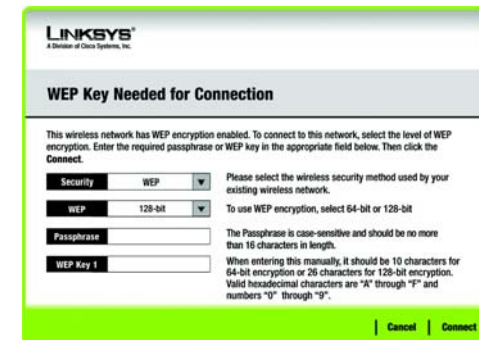 LINKSYS®
A Division of Cisco Systems, Inc.
WEP Key Needed for Connection
This wireless network has WEP encryption enabled. To connect to this network, select the level of WEP
encryption. Enter the required passphrase or WEP key in the appropriate field below. Then click the
Connect.
Security WEP
Please select the wireless security method used by your
existing wireless network.
WEP 128-bit
To use WEP encryption, select 64-bit or 128-bit
Passphrase
The Passphrase is case-sensitive and should be no more
than 16 characters in length.
WEP Key 1
When entering this manually, it should be 10 characters for
64-bit encryption or 26 characters for 128-bit encryption.
Valid hexadecimal characters are "A" through "F" and
numbers "0" through "9".
Cancel Connect